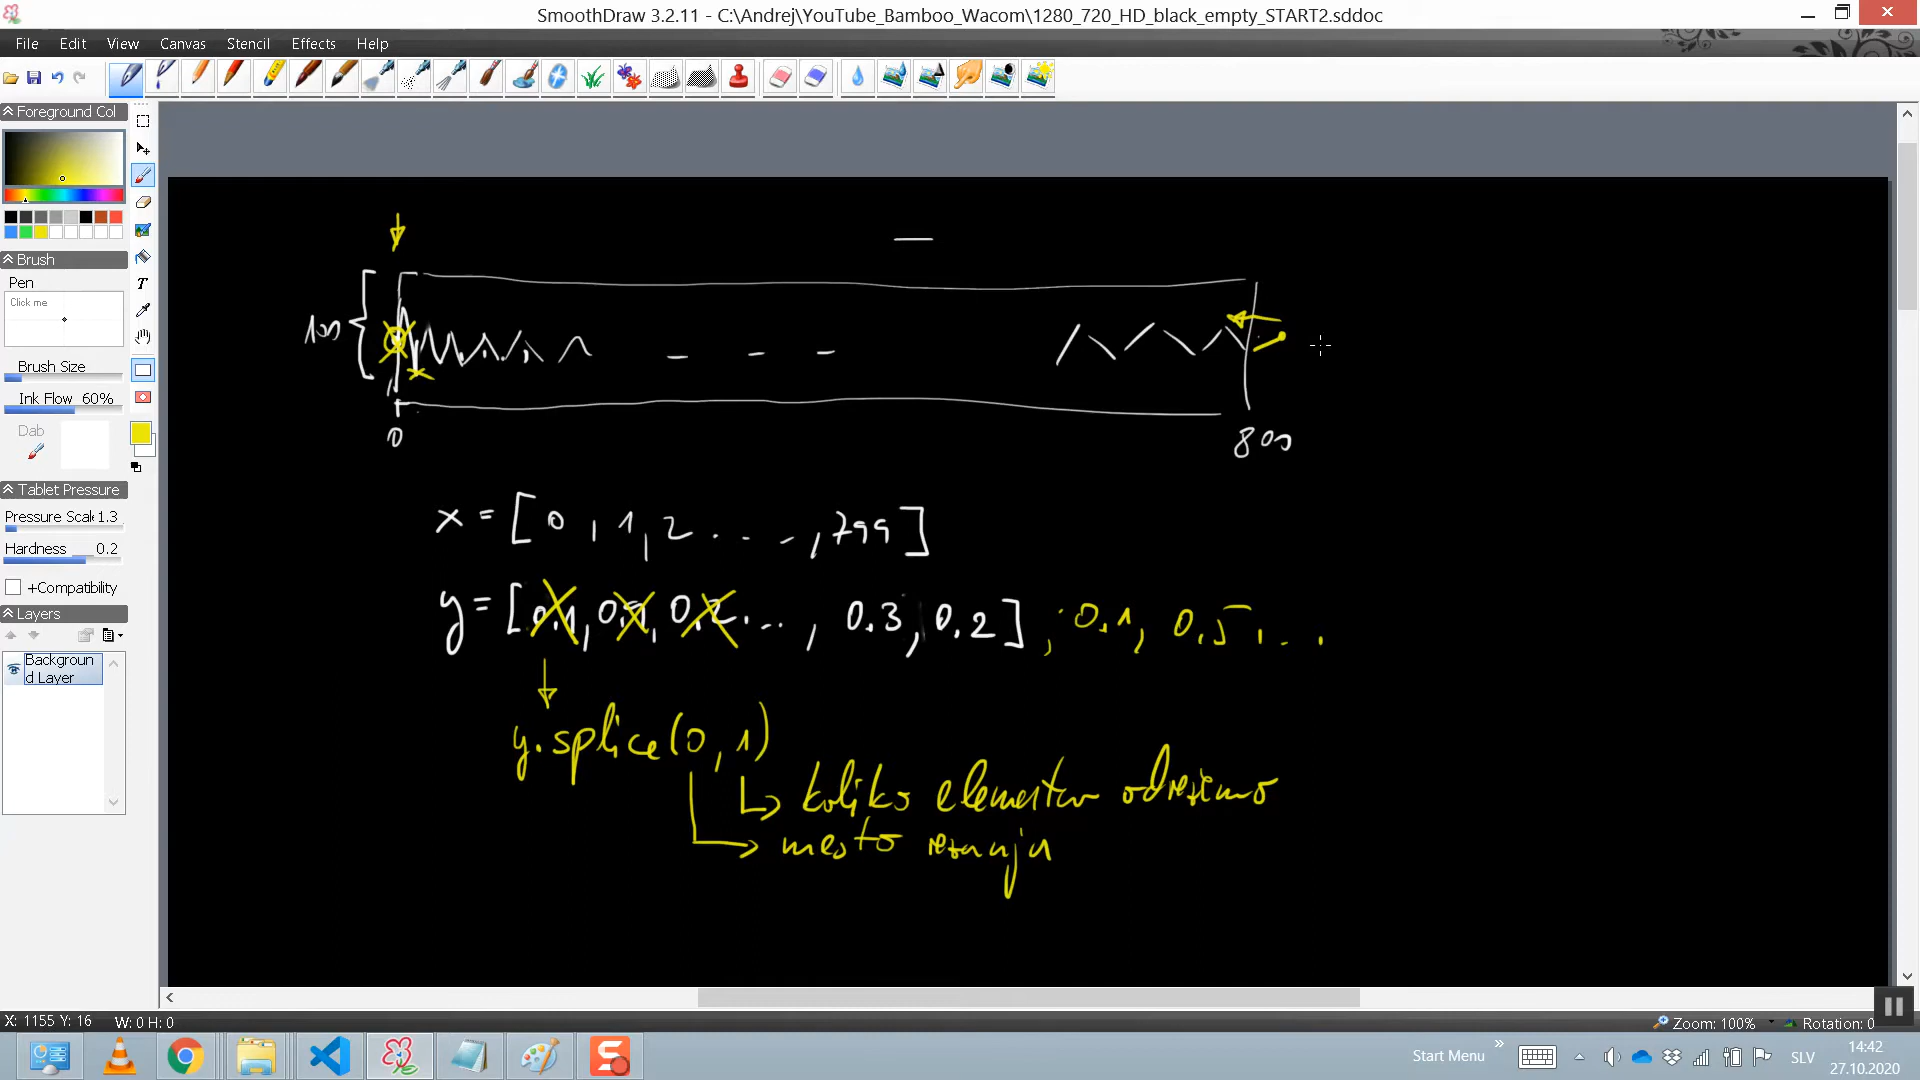 SmoothDraw 3.2.11 - C:\Andrej\YouTube_Bamboo_Wacom\1280_720_HD_black_empty_START2.sddoc
File Edit View Canvas Stencil Effects Help
Foreground Col
Brush
Pen
Click me
Brush Size
Ink Flow 60%
Dab
Tablet Pressure
Pressure Scale 1.3
Hardness 0.2
+Compatibility
Layers
Background Layer
100
0 800
x = [0, 1, 2 ..., 799]
y = [0.1, 0.1, 0.2 ..., 0.3, 0.2], 0.1, 0.5, ...
y.splice(0, 1)
koliko elementov odrežemo
mesto rezanja
X: 1155 Y: 16 W: 0 H: 0
Zoom: 100% Rotation: 0
Start Menu
SLV
14:42
27.10.2020